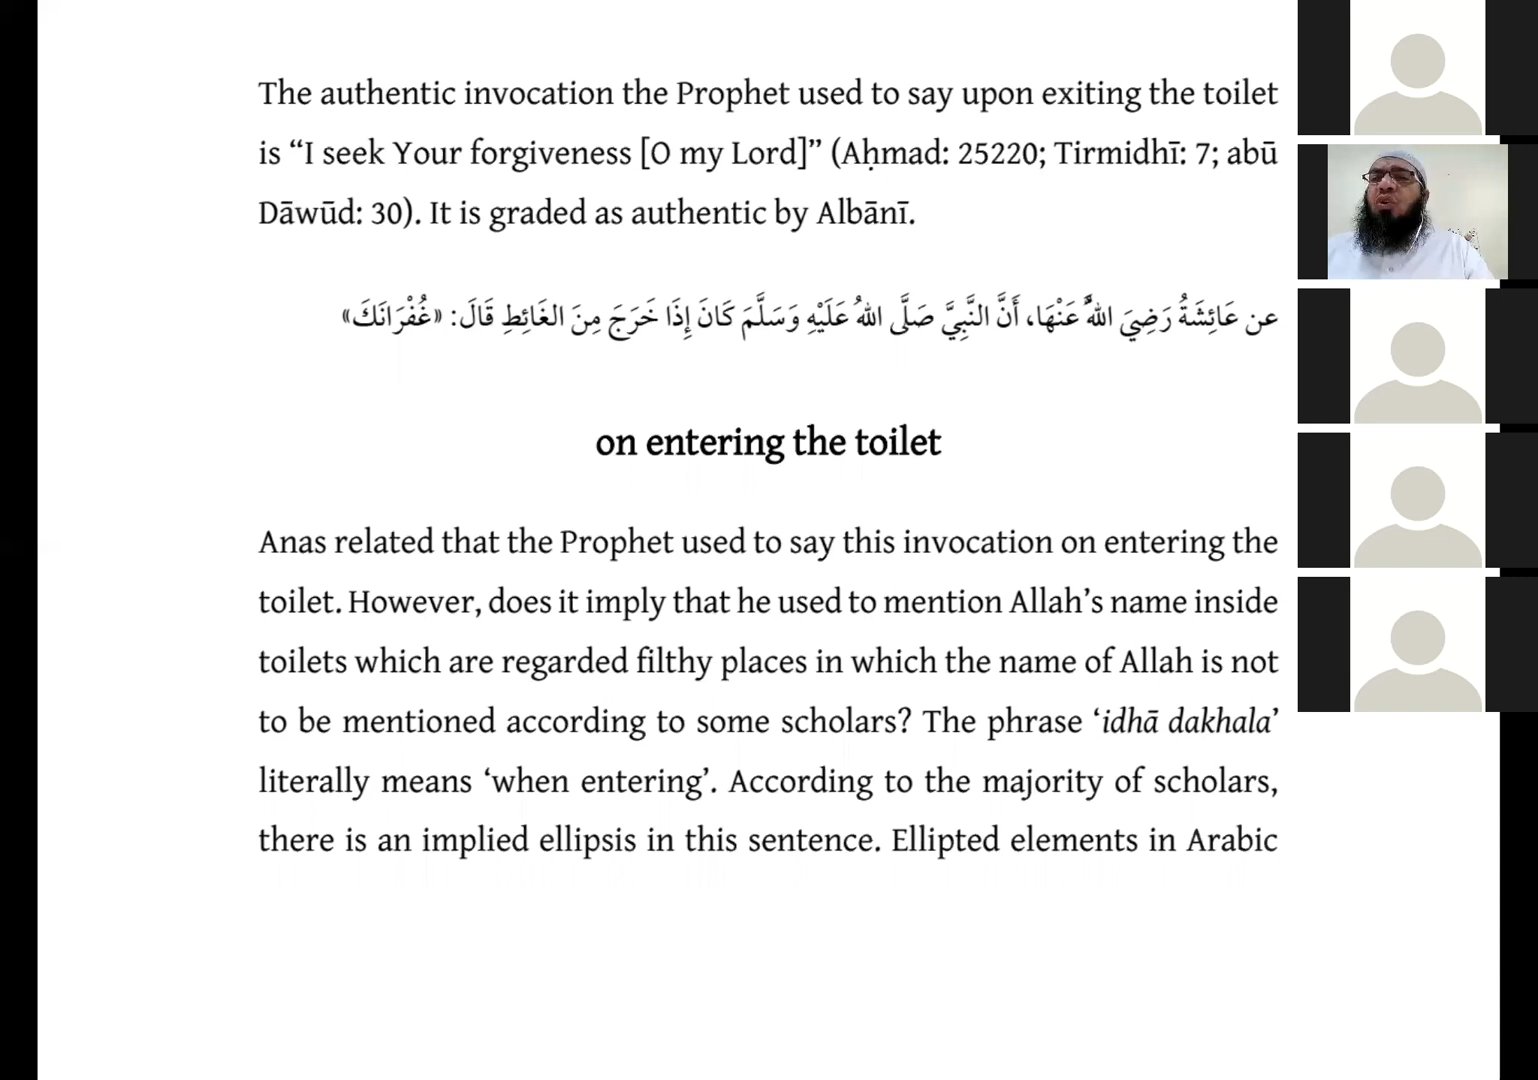 The authentic invocation the Prophet used to say upon exiting the toilet
is “I seek Your forgiveness [O my Lord]” (Aḥmad: 25220; Tirmidhī: 7; abū
Dāwūd: 30). It is graded as authentic by Albānī.
عن عَائِشَةُ رَضِيَ اللهُ عَنْهَا، أَنَّ النَّبِيَّ صَلَّى اللهُ عَلَيْهِ وَسَلَّمَ كَانَ إِذَا خَرَجَ مِنَ الغَائِطِ قَالَ: «غُفْرَانَكَ»
on entering the toilet
Anas related that the Prophet used to say this invocation on entering the
toilet. However, does it imply that he used to mention Allah’s name inside
toilets which are regarded filthy places in which the name of Allah is not
to be mentioned according to some scholars? The phrase ‘idhā dakhala’
literally means ‘when entering’. According to the majority of scholars,
there is an implied ellipsis in this sentence. Ellipted elements in Arabic